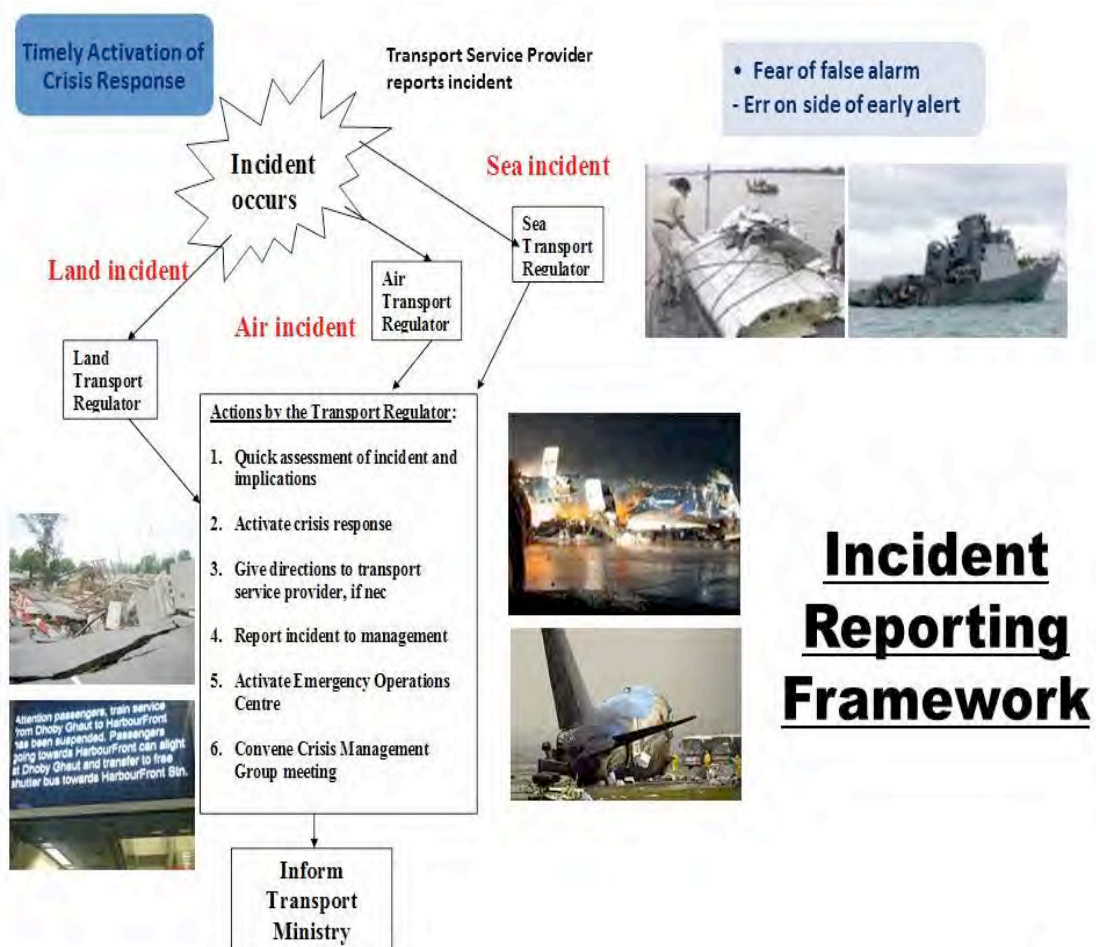 Timely Activation of
Crisis Response
Transport Service Provider
reports incident
• Fear of false alarm
- Err on side of early alert
Incident
occurs
Sea incident
Land incident
Air incident
Sea
Transport
Regulator
Air
Transport
Regulator
Land
Transport
Regulator
Actions by the Transport Regulator:
1. Quick assessment of incident and
implications
2. Activate crisis response
3. Give directions to transport
service provider, if nec
4. Report incident to management
5. Activate Emergency Operations
Centre
6. Convene Crisis Management
Group meeting
Inform
Transport
Ministry
Attention passengers, train service
from Dhoby Ghaut to HarbourFront
has been suspended. Passengers
going towards HarbourFront can alight
at Dhoby Ghaut and transfer to free
shutter bus towards HarbourFront Stn.
Incident
Reporting
Framework